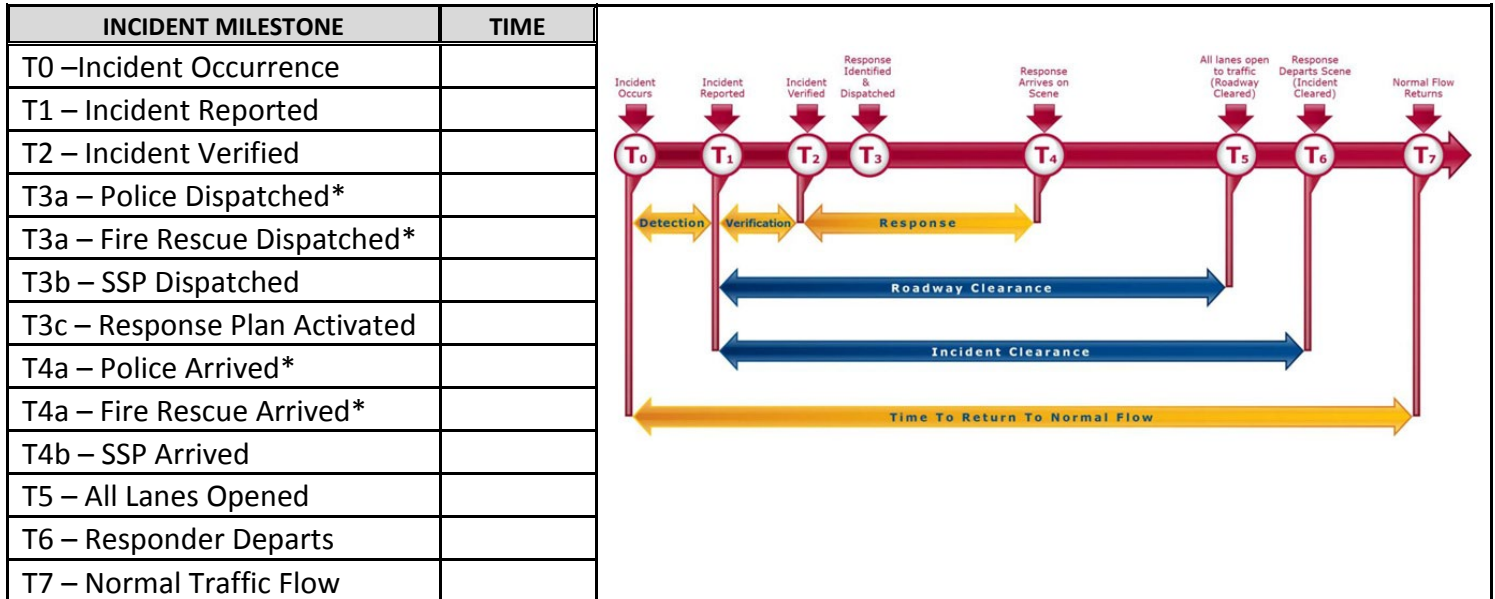 INCIDENT MILESTONE TIME
T0 –Incident Occurrence
T1 – Incident Reported
T2 – Incident Verified
T3a – Police Dispatched*
T3a – Fire Rescue Dispatched*
T3b – SSP Dispatched
T3c – Response Plan Activated
T4a – Police Arrived*
T4a – Fire Rescue Arrived*
T4b – SSP Arrived
T5 – All Lanes Opened
T6 – Responder Departs
T7 – Normal Traffic Flow
Incident
Occurs
Incident
Reported
Incident
Verified
Response
Identified
&
Dispatched
Response
Arrives on
Scene
All lanes open
to traffic
(Roadway
Cleared)
Response
Departs Scene
(Incident
Cleared)
Normal Flow
Returns
T0 T1 T2 T3 T4 T5 T6 T7
Detection Verification Response
Roadway Clearance
Incident Clearance
Time To Return To Normal Flow